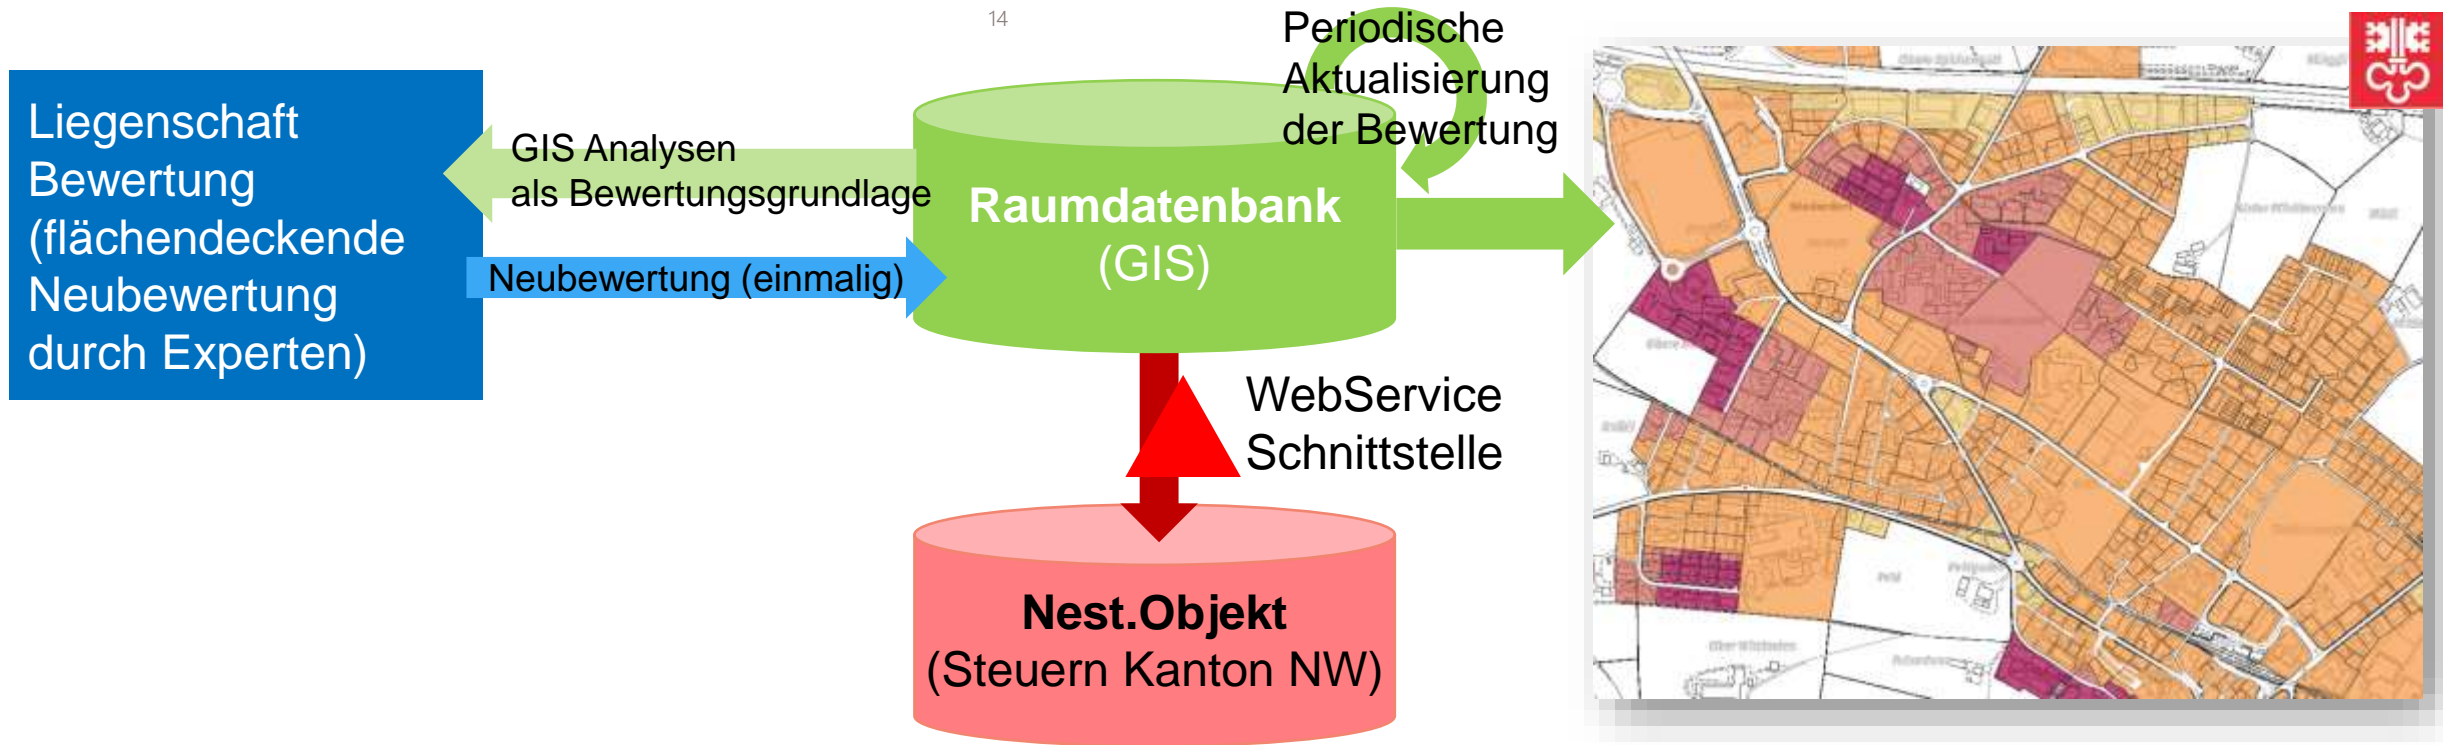 14
Liegenschaft
Bewertung
(flächendeckende
Neubewertung
durch Experten)
GIS Analysen
als Bewertungsgrundlage
Neubewertung (einmalig)
Raumdatenbank
(GIS)
Periodische
Aktualisierung
der Bewertung
WebService
Schnittstelle
Nest.Objekt
(Steuern Kanton NW)